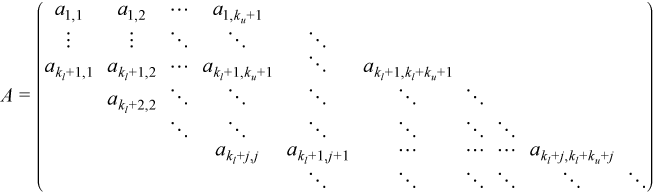 a_{1,1} a_{1,2} ⋯ a_{1,k_u+1}
⋮ ⋮ ⋱ ⋱ ⋱
a_{k_l+1,1} a_{k_l+1,2} ⋯ a_{k_l+1,k_u+1} ⋱ a_{k_l+1,k_l+k_u+1}
A = a_{k_l+2,2} ⋱ ⋱ ⋱ ⋱ ⋱
⋱ ⋱ ⋱ ⋱ ⋱ ⋱
a_{k_l+j,j} a_{k_l+1,j+1} ⋯ ⋯ ⋯ a_{k_l+j,k_l+k_u+j}
⋱ ⋱ ⋱ ⋱ ⋱ ⋱